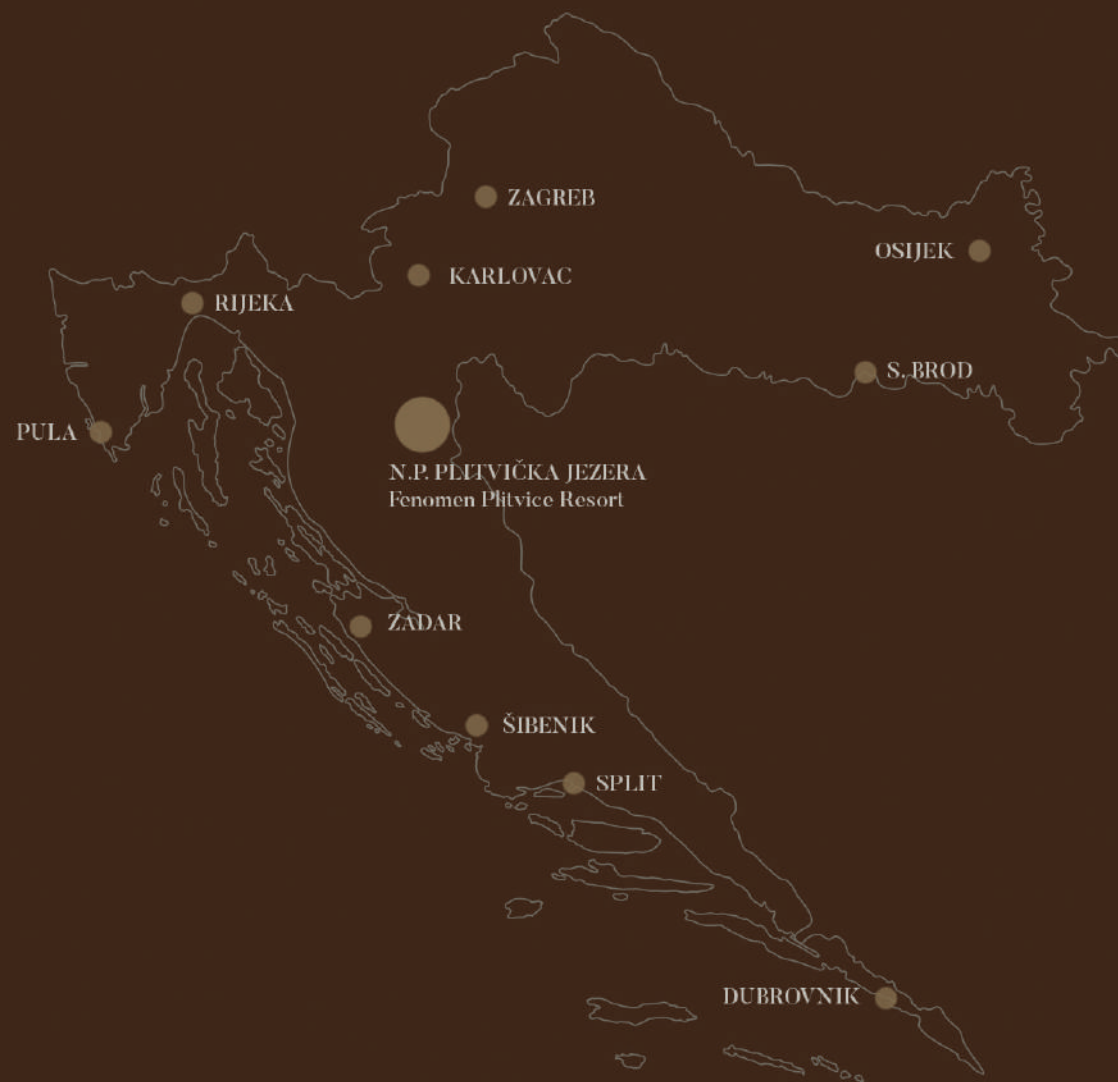 ZAGREB
OSIJEK
KARLOVAC
RIJEKA
S. BROD
PULA
N.P. PLITVIČKA JEZERA
Fenomen Plitvice Resort
ZADAR
ŠIBENIK
SPLIT
DUBROVNIK